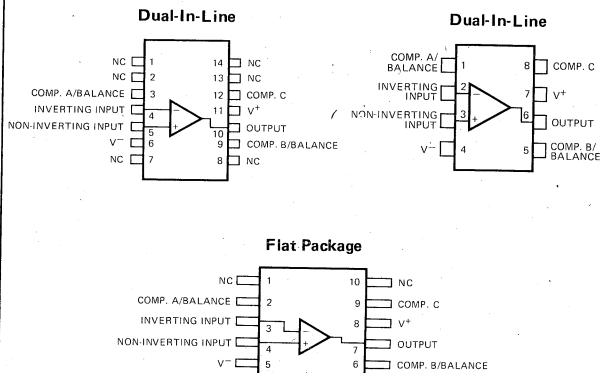 Dual-In-Line
NC 1 14 NC
NC 2 13 NC
COMP. A/BALANCE 3 12 COMP. C
INVERTING INPUT 4 − 11 V+
NON-INVERTING INPUT 5 + 10 OUTPUT
V− 6 9 COMP. B/BALANCE
NC 7 8 NC
Dual-In-Line
COMP. A/
BALANCE 1 8 COMP. C
INVERTING
INPUT 2 − 7 V+
NON-INVERTING
INPUT 3 + 6 OUTPUT
V− 4 5 COMP. B/
BALANCE
Flat Package
NC 1 10 NC
COMP. A/BALANCE 2 9 COMP. C
INVERTING INPUT 3 − 8 V+
NON-INVERTING INPUT 4 + 7 OUTPUT
V− 5 6 COMP. B/BALANCE